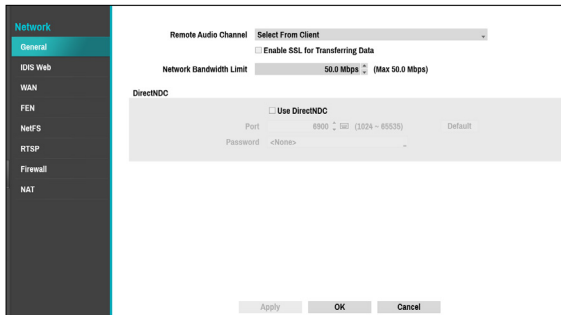 Network
General
IDIS Web
WAN
FEN
NetFS
RTSP
Firewall
NAT
Remote Audio Channel Select From Client
Enable SSL for Transferring Data
Network Bandwidth Limit 50.0 Mbps (Max 50.0 Mbps)
DirectNDC
Use DirectNDC
Port 6900 (1024 ~ 65535) Default
Password <None>
Apply OK Cancel